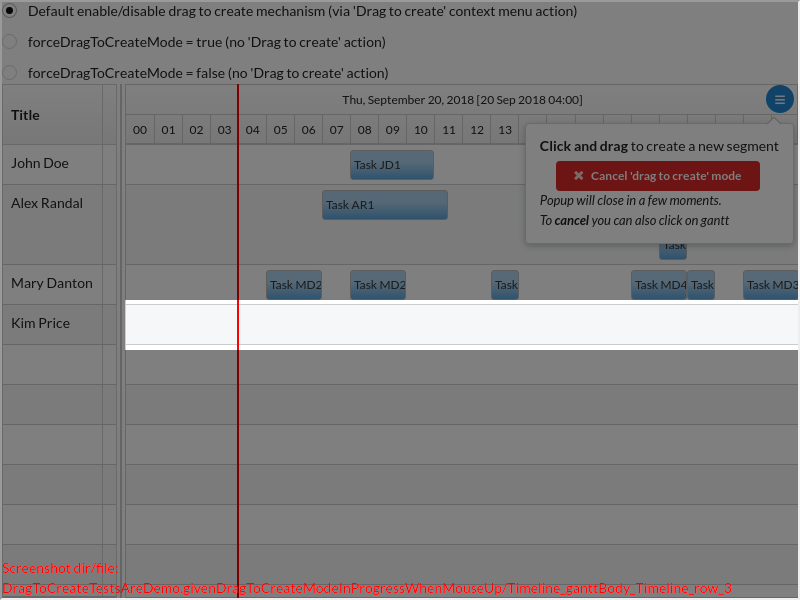 Default enable/disable drag to create mechanism (via 'Drag to create' context menu action)
forceDragToCreateMode = true (no 'Drag to create' action)
forceDragToCreateMode = false (no 'Drag to create' action)
Title
Thu, September 20, 2018 [20 Sep 2018 04:00]
00 01 02 03 04 05 06 07 08 09 10 11 12 13
Click and drag to create a new segment
✖ Cancel 'drag to create' mode
Popup will close in a few moments.
To cancel you can also click on gantt
John Doe
Task JD1
Alex Randal
Task AR1
Task
Mary Danton
Task MD2 Task MD2 Task Task MD4 Task Task MD3
Kim Price
Screenshot dir/file:
DragToCreateTestsAreDemo.givenDragToCreateModeInProgressWhenMouseUp/Timeline_ganttBody_Timeline_row_3